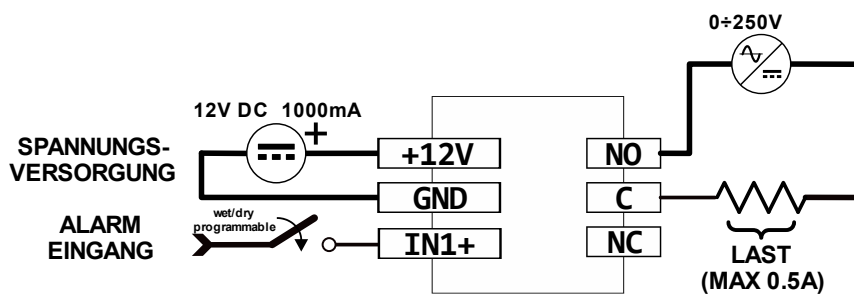 0÷250V
12V DC 1000mA
+
SPANNUNGS-
VERSORGUNG
+12V
NO
GND
C
ALARM
EINGANG
wet/dry
programmable
IN1+
NC
LAST
(MAX 0.5A)